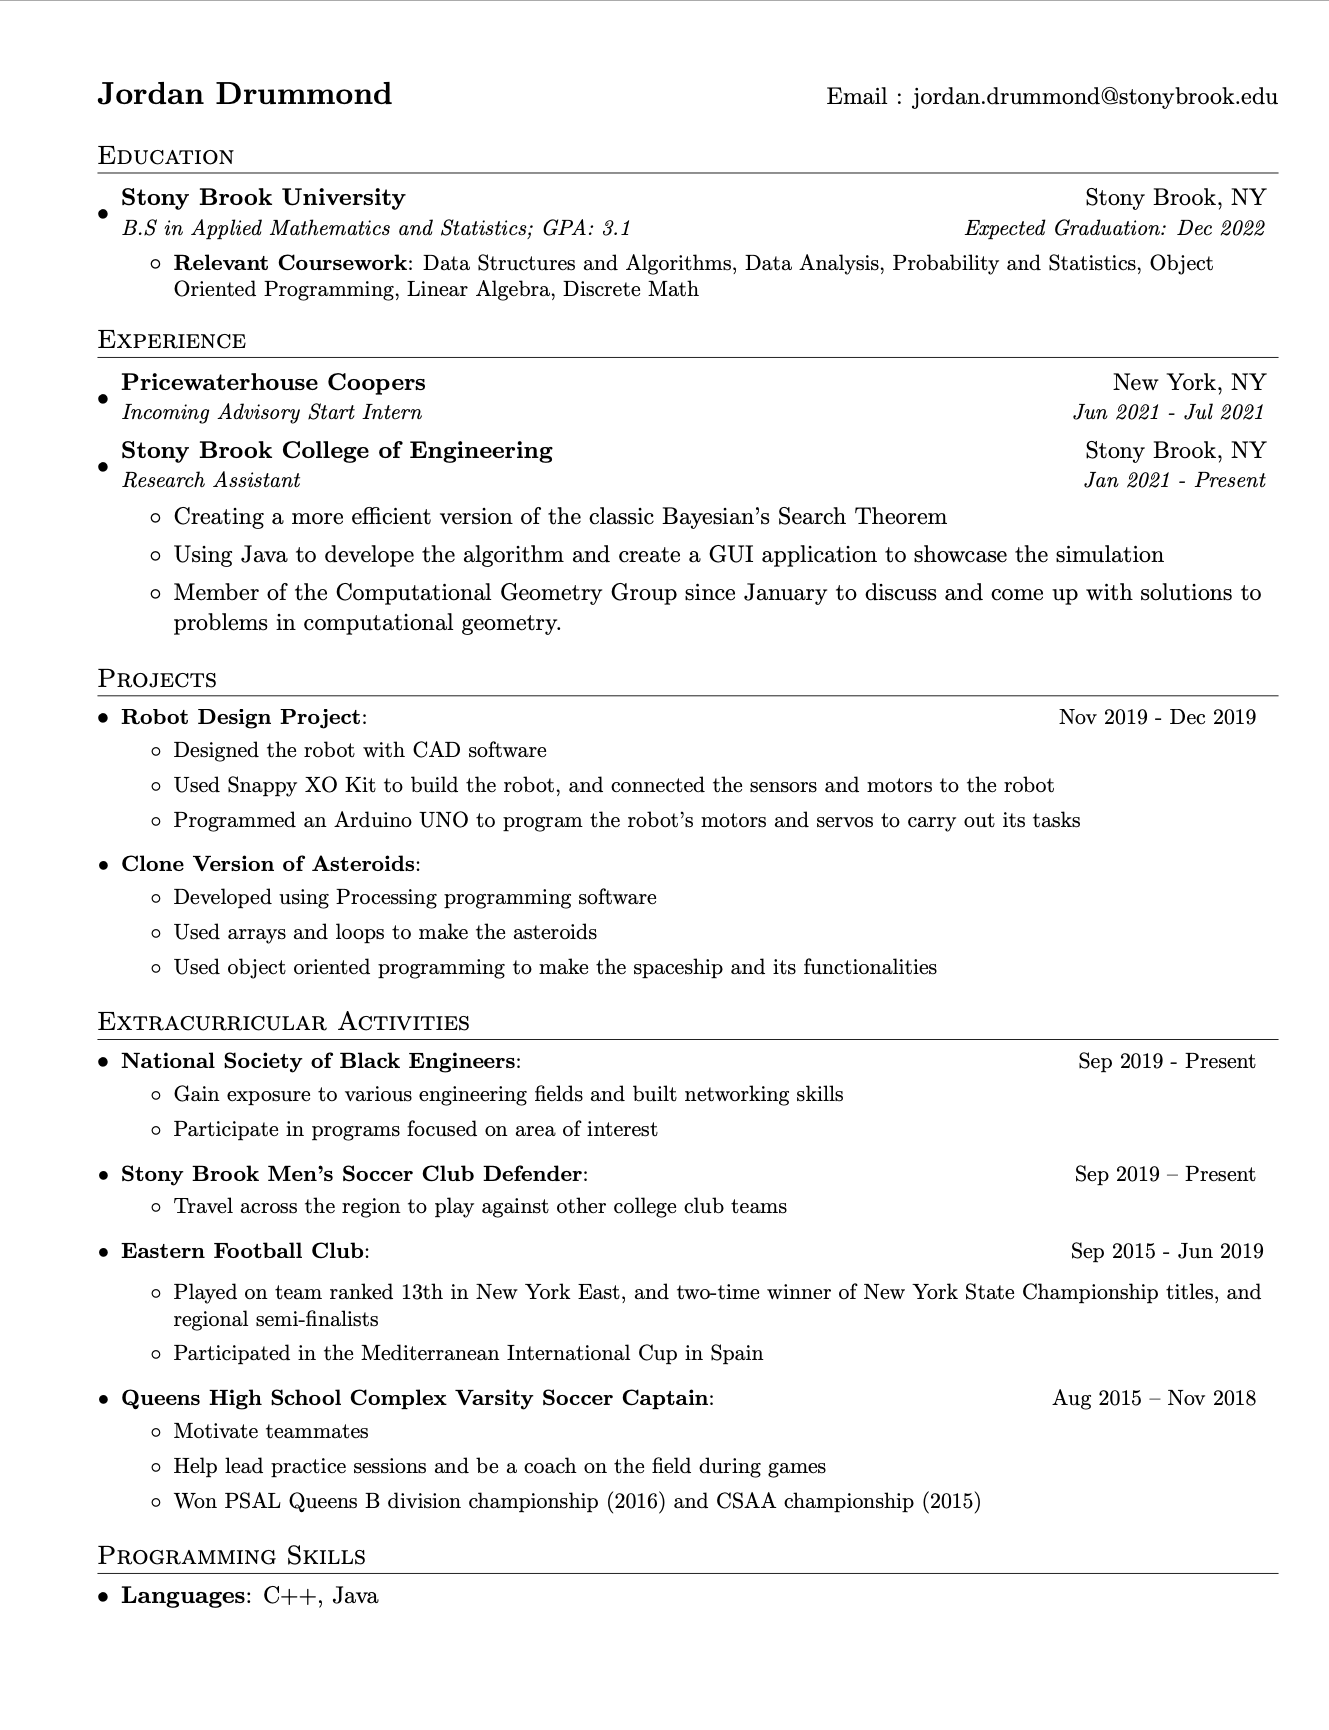 Jordan Drummond Email : jordan.drummond@stonybrook.edu
Education
• Stony Brook University Stony Brook, NY
B.S in Applied Mathematics and Statistics; GPA: 3.1 Expected Graduation: Dec 2022
◦ Relevant Coursework: Data Structures and Algorithms, Data Analysis, Probability and Statistics, Object
Oriented Programming, Linear Algebra, Discrete Math
Experience
• Pricewaterhouse Coopers New York, NY
Incoming Advisory Start Intern Jun 2021 - Jul 2021
• Stony Brook College of Engineering Stony Brook, NY
Research Assistant Jan 2021 - Present
◦ Creating a more efficient version of the classic Bayesian's Search Theorem
◦ Using Java to develope the algorithm and create a GUI application to showcase the simulation
◦ Member of the Computational Geometry Group since January to discuss and come up with solutions to
problems in computational geometry.
Projects
• Robot Design Project: Nov 2019 - Dec 2019
◦ Designed the robot with CAD software
◦ Used Snappy XO Kit to build the robot, and connected the sensors and motors to the robot
◦ Programmed an Arduino UNO to program the robot's motors and servos to carry out its tasks
• Clone Version of Asteroids:
◦ Developed using Processing programming software
◦ Used arrays and loops to make the asteroids
◦ Used object oriented programming to make the spaceship and its functionalities
Extracurricular Activities
• National Society of Black Engineers: Sep 2019 - Present
◦ Gain exposure to various engineering fields and built networking skills
◦ Participate in programs focused on area of interest
• Stony Brook Men's Soccer Club Defender: Sep 2019 – Present
◦ Travel across the region to play against other college club teams
• Eastern Football Club: Sep 2015 - Jun 2019
◦ Played on team ranked 13th in New York East, and two-time winner of New York State Championship titles, and
regional semi-finalists
◦ Participated in the Mediterranean International Cup in Spain
• Queens High School Complex Varsity Soccer Captain: Aug 2015 – Nov 2018
◦ Motivate teammates
◦ Help lead practice sessions and be a coach on the field during games
◦ Won PSAL Queens B division championship (2016) and CSAA championship (2015)
Programming Skills
• Languages: C++, Java